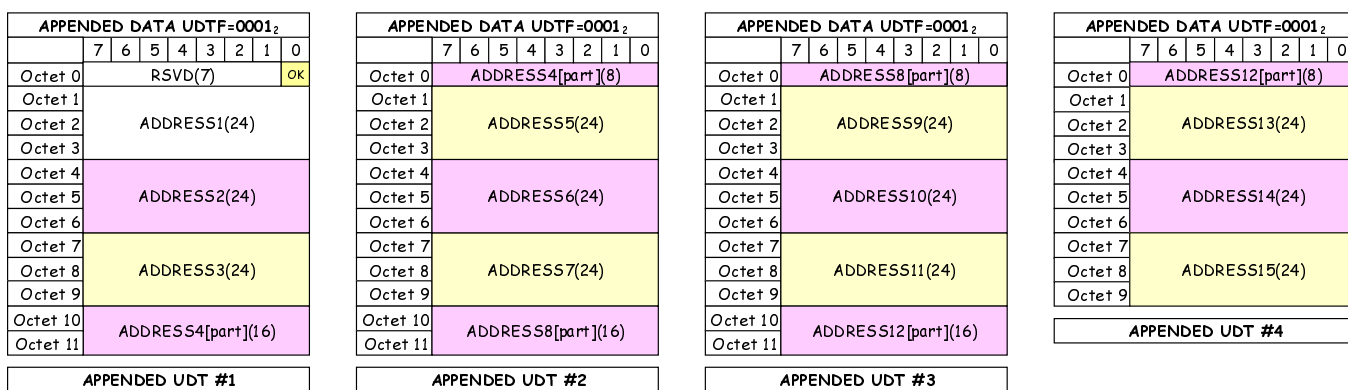 APPENDED DATA UDTF=0001₂
7 6 5 4 3 2 1 0
Octet 0 RSVD(7) OK
Octet 1
Octet 2 ADDRESS1(24)
Octet 3
Octet 4
Octet 5 ADDRESS2(24)
Octet 6
Octet 7
Octet 8 ADDRESS3(24)
Octet 9
Octet 10
ADDRESS4[part](16)
Octet 11
APPENDED UDT #1
APPENDED DATA UDTF=0001₂
7 6 5 4 3 2 1 0
Octet 0 ADDRESS4[part](8)
Octet 1
Octet 2 ADDRESS5(24)
Octet 3
Octet 4
Octet 5 ADDRESS6(24)
Octet 6
Octet 7
Octet 8 ADDRESS7(24)
Octet 9
Octet 10
ADDRESS8[part](16)
Octet 11
APPENDED UDT #2
APPENDED DATA UDTF=0001₂
7 6 5 4 3 2 1 0
Octet 0 ADDRESS8[part](8)
Octet 1
Octet 2 ADDRESS9(24)
Octet 3
Octet 4
Octet 5 ADDRESS10(24)
Octet 6
Octet 7
Octet 8 ADDRESS11(24)
Octet 9
Octet 10
ADDRESS12[part](16)
Octet 11
APPENDED UDT #3
APPENDED DATA UDTF=0001₂
7 6 5 4 3 2 1 0
Octet 0 ADDRESS12[part](8)
Octet 1
Octet 2 ADDRESS13(24)
Octet 3
Octet 4
Octet 5 ADDRESS14(24)
Octet 6
Octet 7
Octet 8 ADDRESS15(24)
Octet 9
APPENDED UDT #4